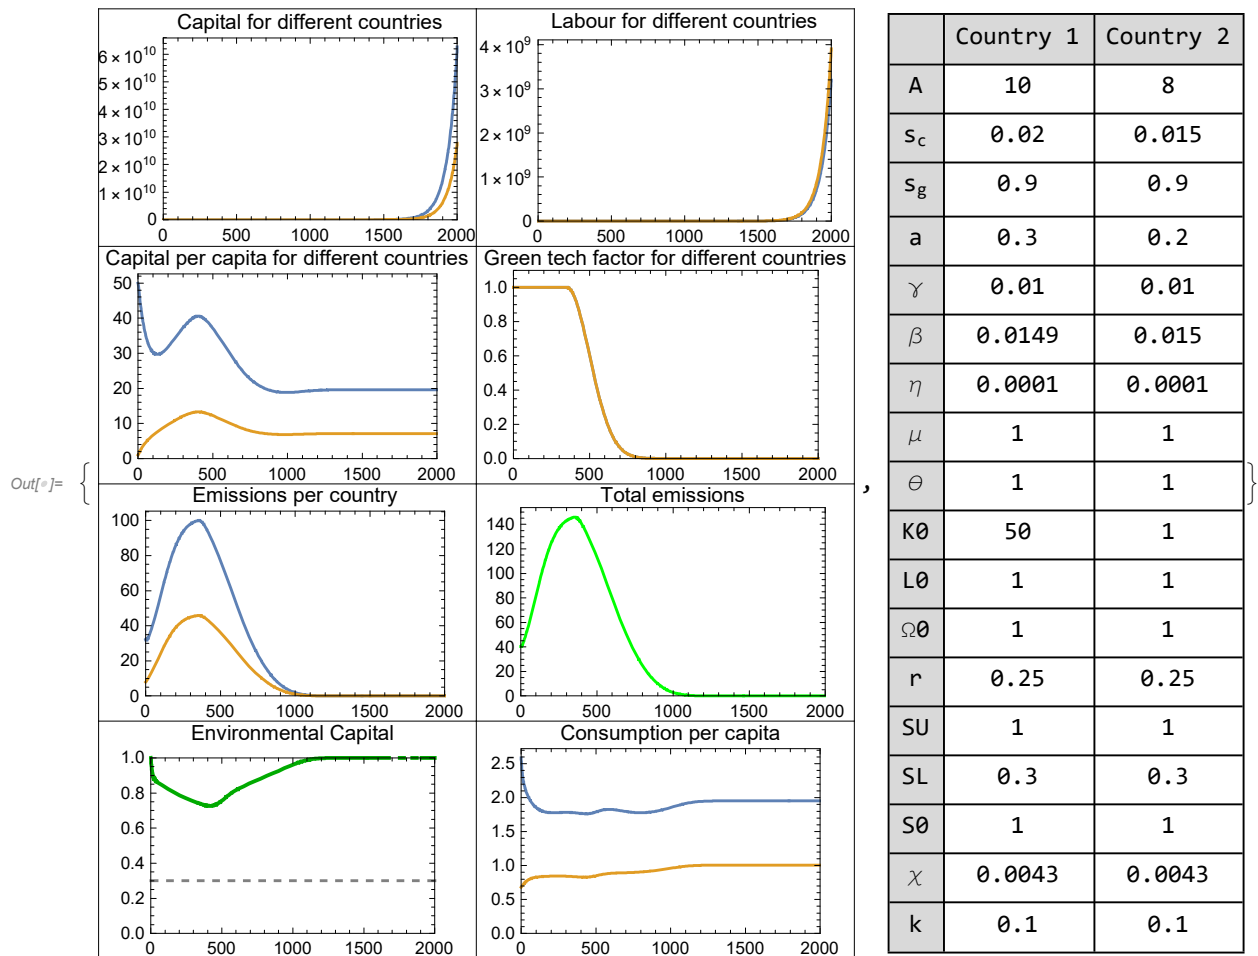 Out[•]=
{
Capital for different countries
6 × 10^10
5 × 10^10
4 × 10^10
3 × 10^10
2 × 10^10
1 × 10^10
0
0 500 1000 1500 2000
Labour for different countries
4 × 10^9
3 × 10^9
2 × 10^9
1 × 10^9
0
0 500 1000 1500 2000
Capital per capita for different countries
50
40
30
20
10
0
0 500 1000 1500 2000
Green tech factor for different countries
1.0
0.8
0.6
0.4
0.2
0.0
0 500 1000 1500 2000
Emissions per country
100
80
60
40
20
0
0 500 1000 1500 2000
Total emissions
140
120
100
80
60
40
20
0
0 500 1000 1500 2000
Environmental Capital
1.0
0.8
0.6
0.4
0.2
0.0
0 500 1000 1500 2000
Consumption per capita
2.5
2.0
1.5
1.0
0.5
0.0
0 500 1000 1500 2000
,
Country 1 Country 2
A 10 8
s_c 0.02 0.015
s_g 0.9 0.9
a 0.3 0.2
γ 0.01 0.01
β 0.0149 0.015
η 0.0001 0.0001
μ 1 1
θ 1 1
K0 50 1
L0 1 1
Ω0 1 1
r 0.25 0.25
SU 1 1
SL 0.3 0.3
S0 1 1
χ 0.0043 0.0043
k 0.1 0.1
}